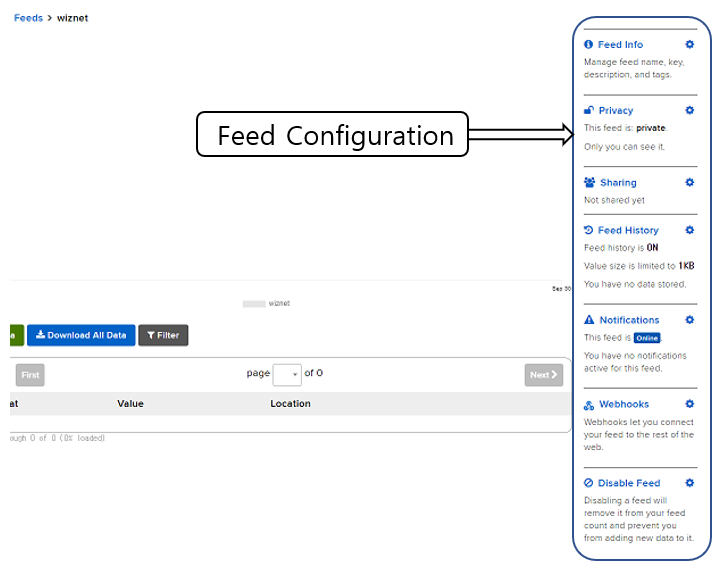 Feeds > wiznet
Feed Configuration
Feed Info
Manage feed name, key,
description, and tags.
Privacy
This feed is: private.
Only you can see it.
Sharing
Not shared yet
Feed History
Feed history is ON
Value size is limited to 1KB
You have no data stored.
Notifications
This feed is Online.
You have no notifications
active for this feed.
Webhooks
Webhooks let you connect
your feed to the rest of the
web.
Disable Feed
Disabling a feed will
remove it from your feed
count and prevent you
from adding new data to it.
Sep 30
wiznet
a Download All Data Filter
First page of 0 Next >
at Value Location
ough 0 of 0 (0% loaded)